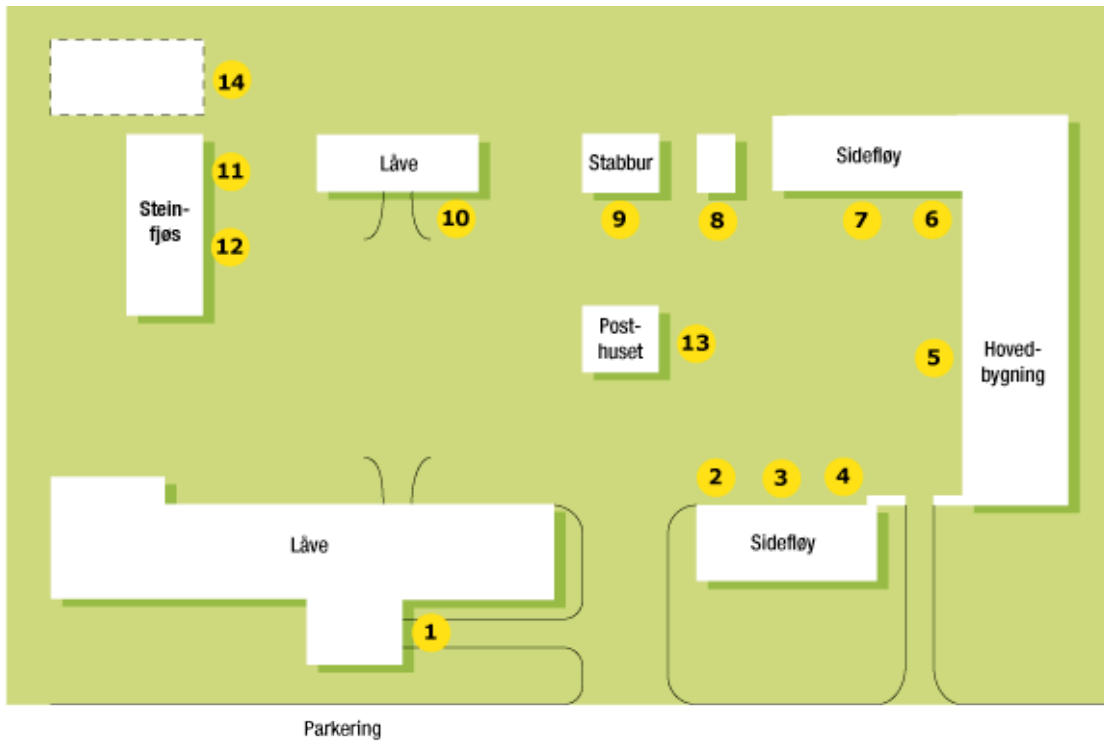 14
11
Stein-
fjøs
12
Låve
10
Stabbur
9
8
Sidefløy
7
6
Post-
huset
13
5
Hoved-
bygning
2
3
4
Låve
Sidefløy
1
Parkering